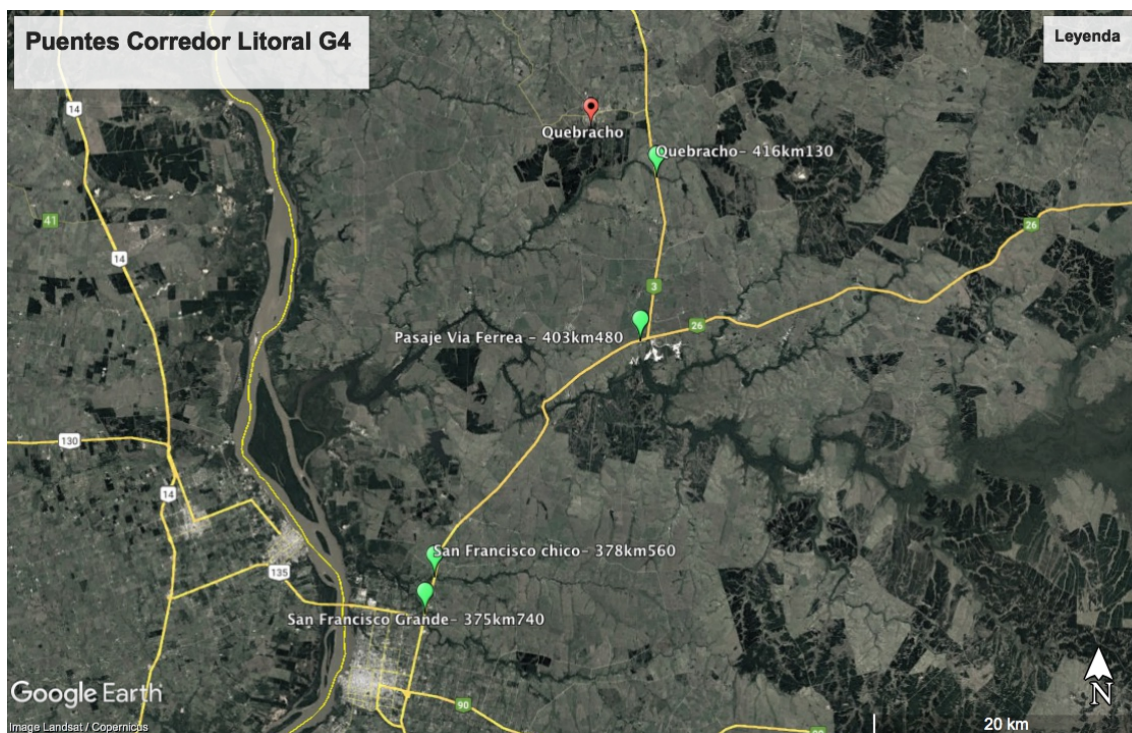 Puentes Corredor Litoral G4
Leyenda
14
Quebracho
Quebracho- 416km130
41
26
14
3
26
Pasaje Via Ferrea - 403km480
130
14
San Francisco chico- 378km560
135
San Francisco Grande- 375km740
90
Google Earth
N
20 km
Image Landsat / Copernicus